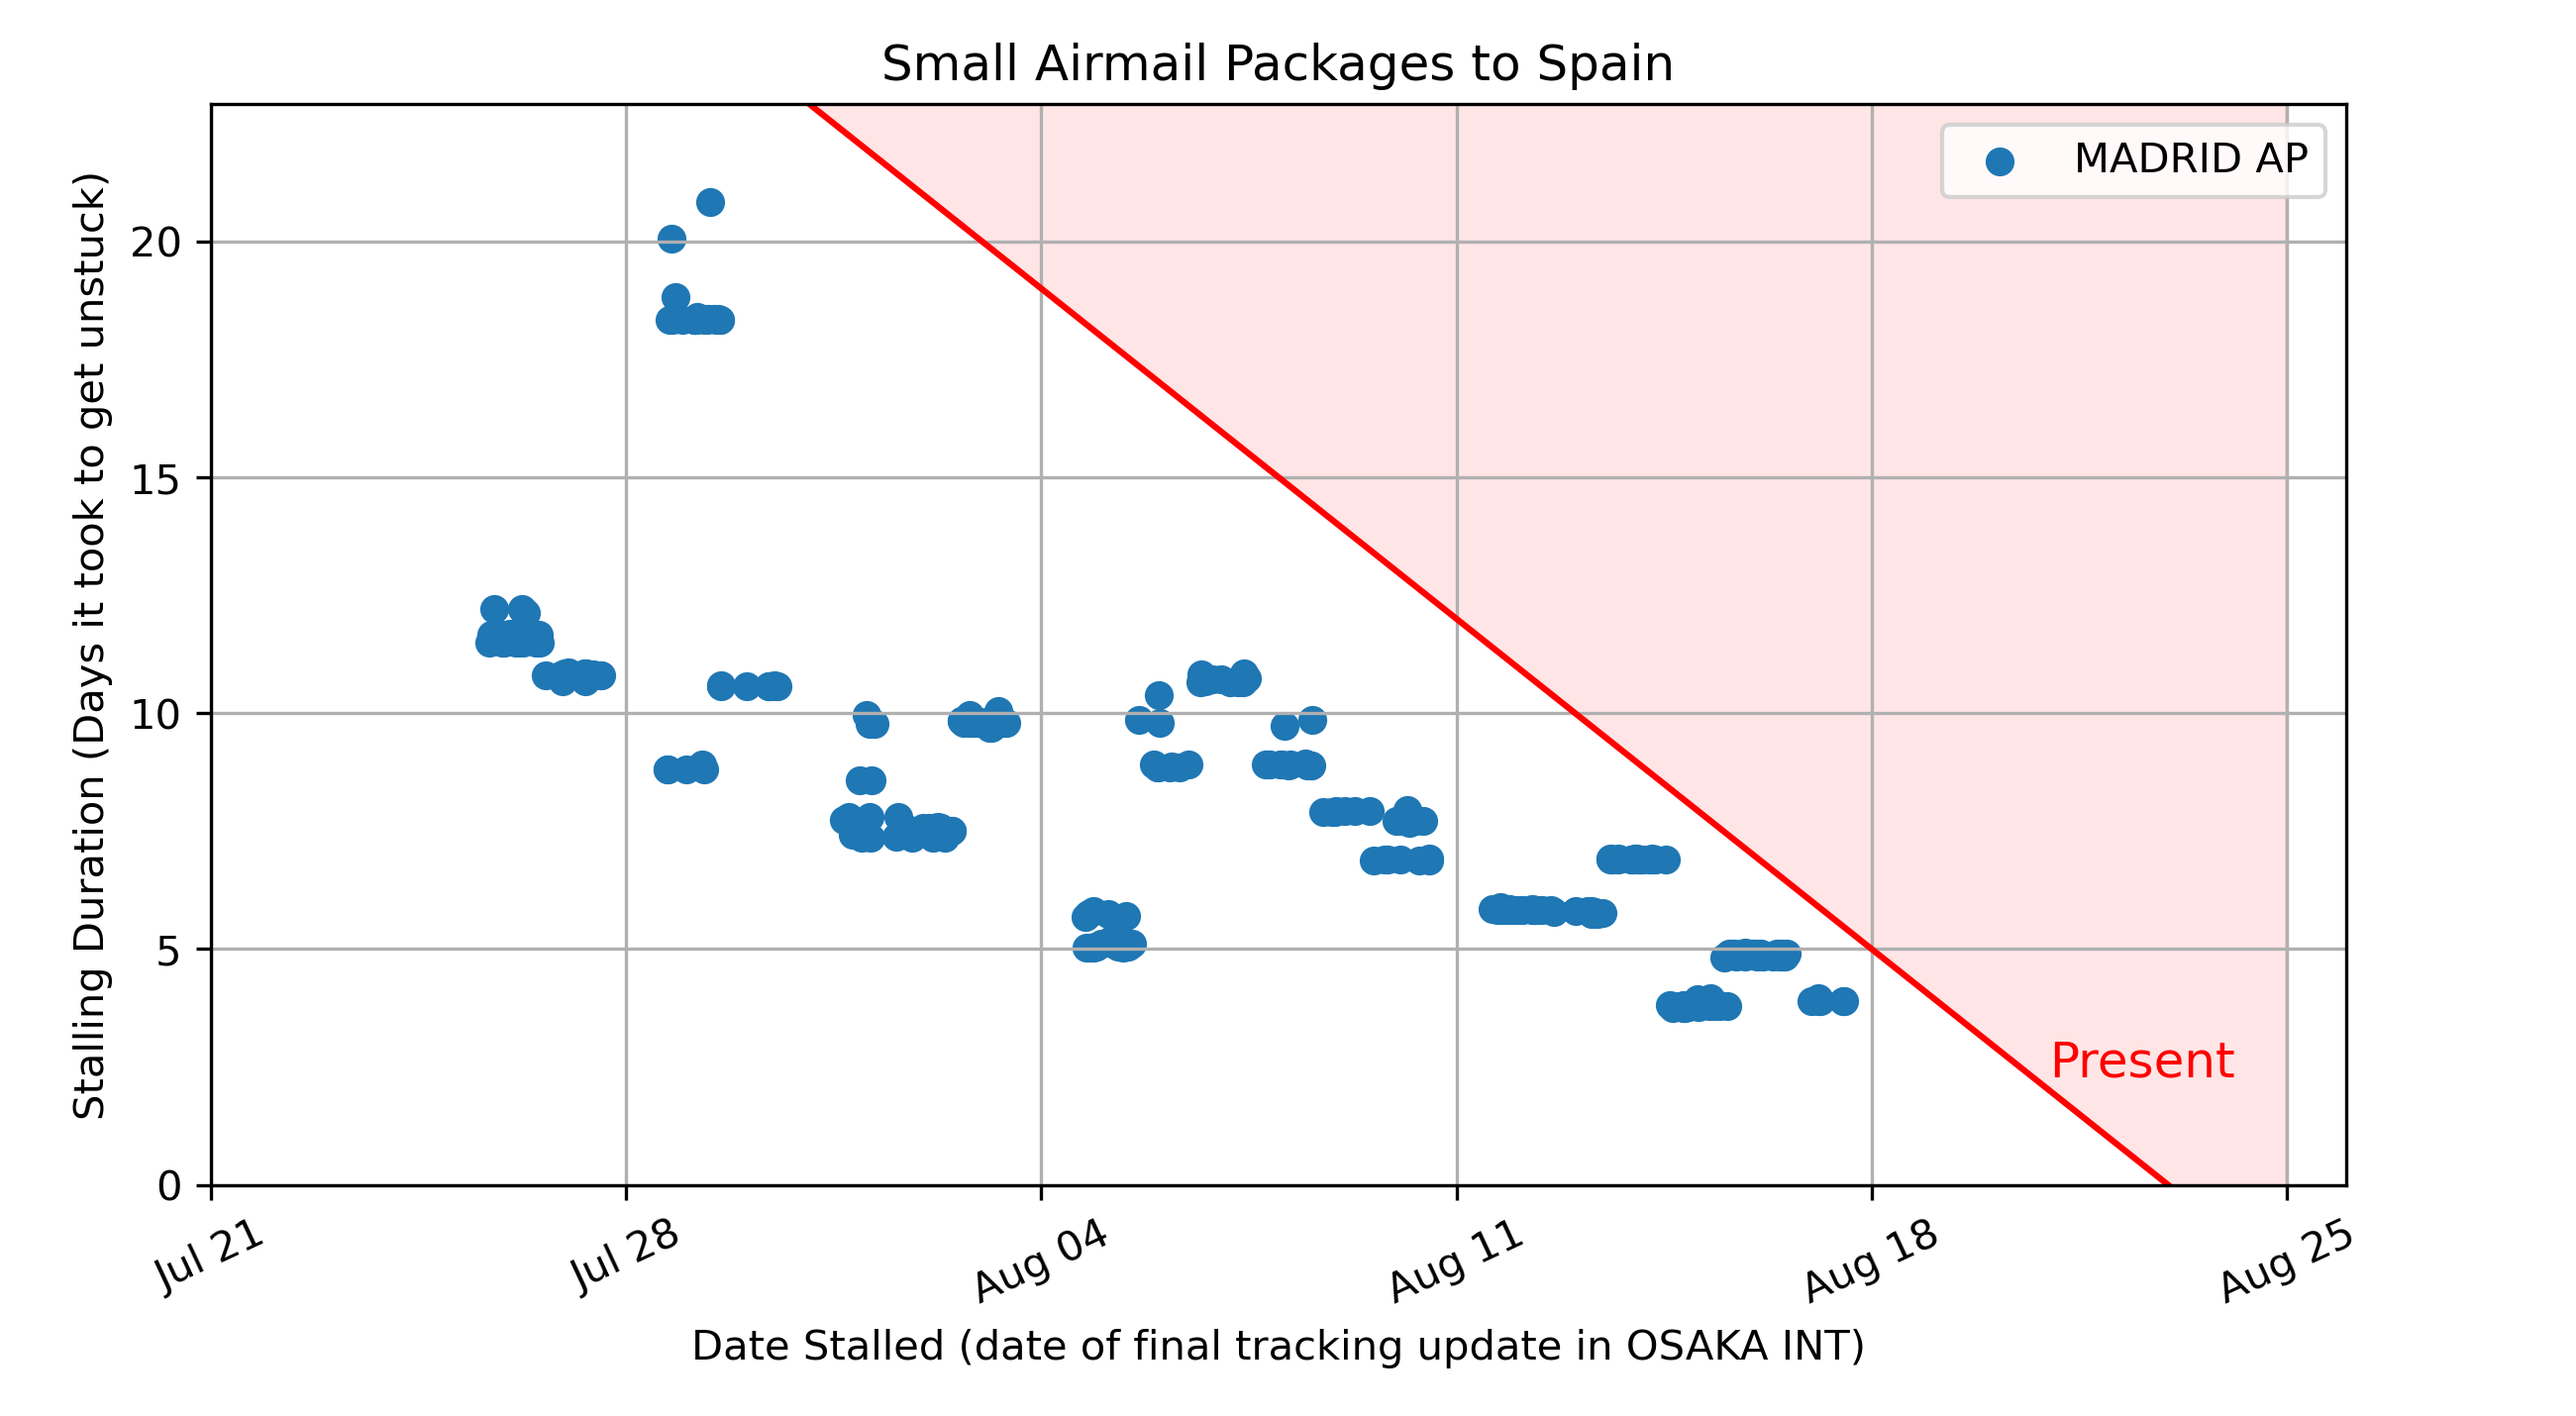 Small Airmail Packages to Spain
MADRID AP
Stalling Duration (Days it took to get unstuck)
20
15
10
5
0
Present
Jul 21
Jul 28
Aug 04
Aug 11
Aug 18
Aug 25
Date Stalled (date of final tracking update in OSAKA INT)